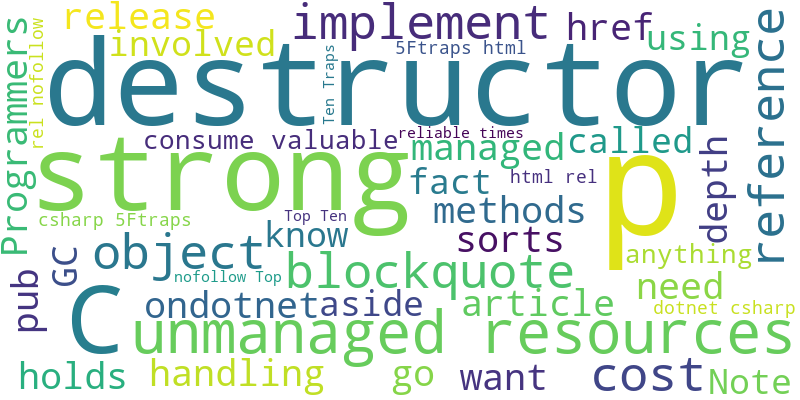 release implement href
involved 5Ftraps html using
Programmers
rel nofollow
destructor
Ten Traps
reference
consume valuable reliable times
strong managed called
p
fact html rel depth
csharp 5Ftraps Top Ten methods
know sorts
object
GC anything
nofollow Top blockquote need
pub ondotnet aside article dotnet csharp
C unmanaged resources
holds handling go want cost Note